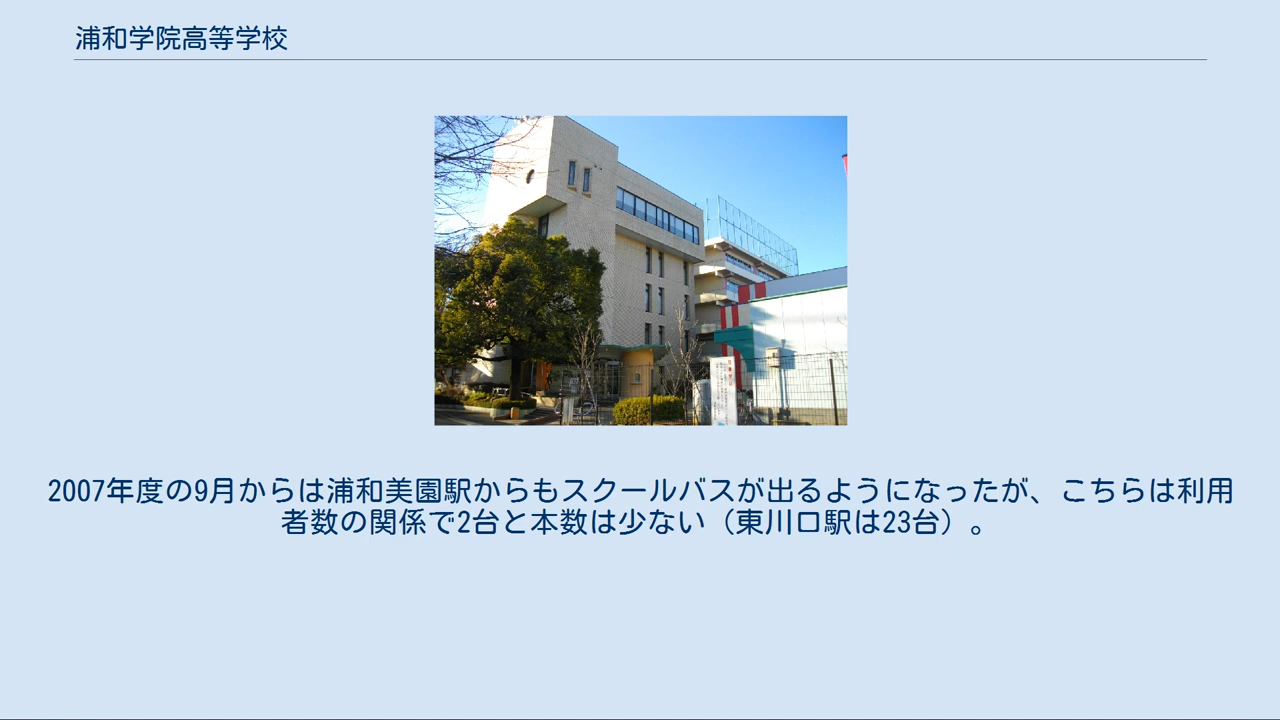 浦和学院高等学校
2007年度の9月からは浦和美園駅からもスクールバスが出るようになったが、こちらは利用
者数の関係で2台と本数は少ない（東川口駅は23台）。